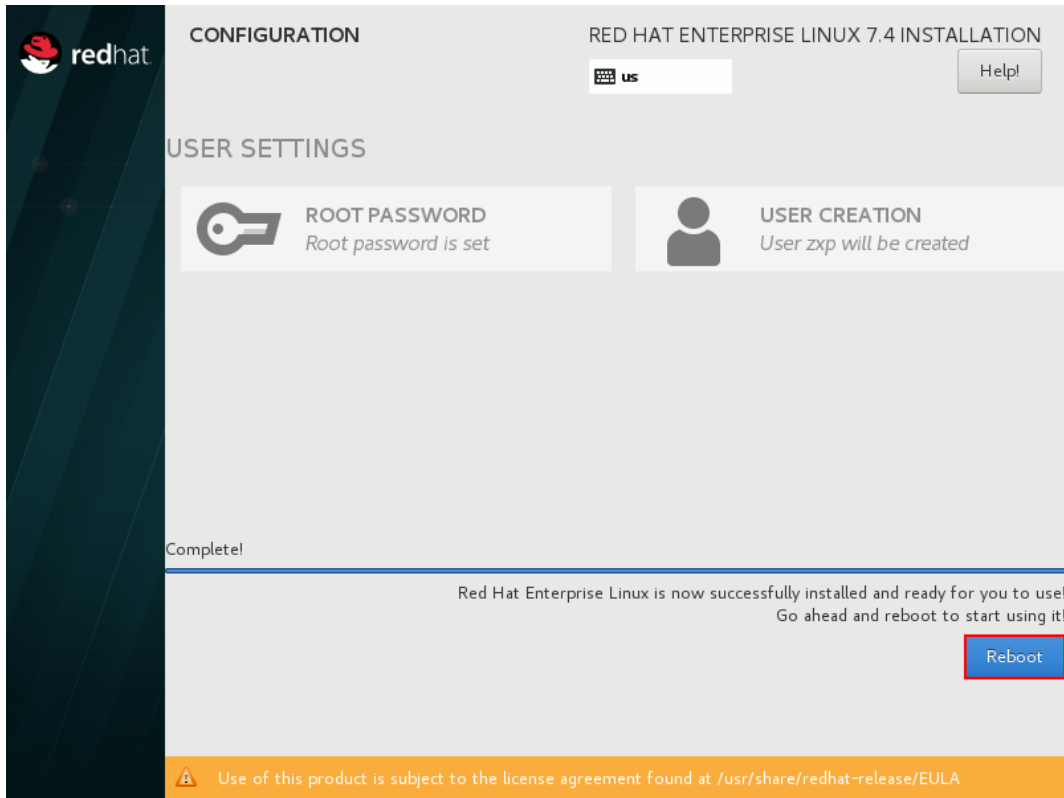 redhat.
CONFIGURATION
RED HAT ENTERPRISE LINUX 7.4 INSTALLATION
us
Help!
USER SETTINGS
ROOT PASSWORD
Root password is set
USER CREATION
User zxp will be created
Complete!
Red Hat Enterprise Linux is now successfully installed and ready for you to use!
Go ahead and reboot to start using it!
Reboot
Use of this product is subject to the license agreement found at /usr/share/redhat-release/EULA